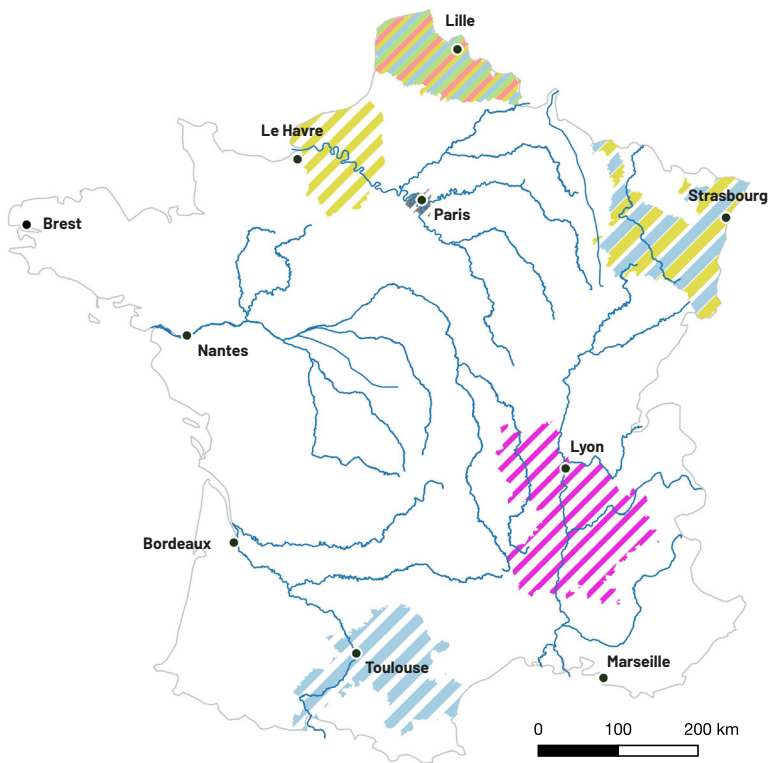 Lille
Le Havre
Strasbourg
Paris
Brest
Nantes
Lyon
Bordeaux
Marseille
Toulouse
0 100 200 km